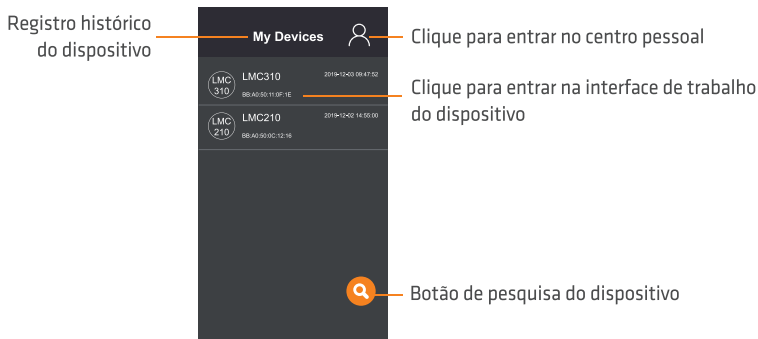 Registro histórico
do dispositivo
My Devices
Clique para entrar no centro pessoal
LMC
310
LMC310
2019-12-03 09:47:52
BB:A0:50:11:0F:1E
Clique para entrar na interface de trabalho
do dispositivo
LMC
210
LMC210
2019-12-02 14:55:00
BB:A0:50:0C:12:16
Botão de pesquisa do dispositivo